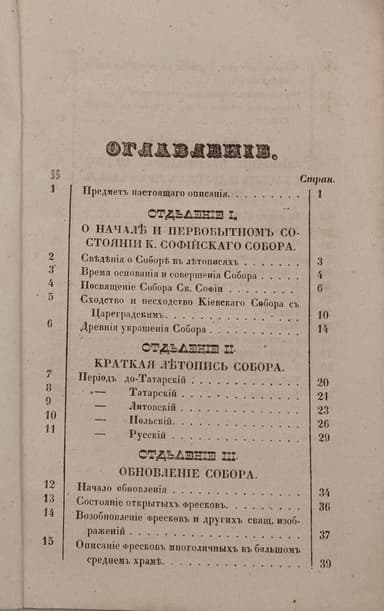 ОГЛАВЛЕНІЕ.
§§ Стран.
1 Предметъ настоящаго описанія. 1
ОТДѢЛЕНІЕ I.
О НАЧАЛѢ И ПЕРВОБЫТНОМЪ СО-
СТОЯНІИ К. СОФІЙСКАГО СОБОРА.
2 Свѣдѣнія о Соборѣ въ лѣтописяхъ 3
3 Время основанія и совершенія Собора 4
4 Посвященіе Собора Св. Софіи 6
5 Сходство и несходство Кіевскаго Собора съ
Цареградскимъ. 10
6 Древнія украшенія Собора 14
ОТДѢЛЕНІЕ II.
КРАТКАЯ ЛѢТОПИСЬ СОБОРА.
7 Періодъ до-Татарскій 20
8 — Татарскій 21
9 — Литовскій 23
10 — Польскій 26
11 — Русскій 29
ОТДѢЛЕНІЕ III.
ОБНОВЛЕНІЕ СОБОРА.
12 Начало обновленія 34
13 Состояніе открытыхъ фресковъ. 36
14 Возобновленіе фресковъ и другихъ свящ. изоб-
раженій 37
15 Описаніе фресковъ многоличныхъ въ большомъ
среднемъ храмѣ. 39